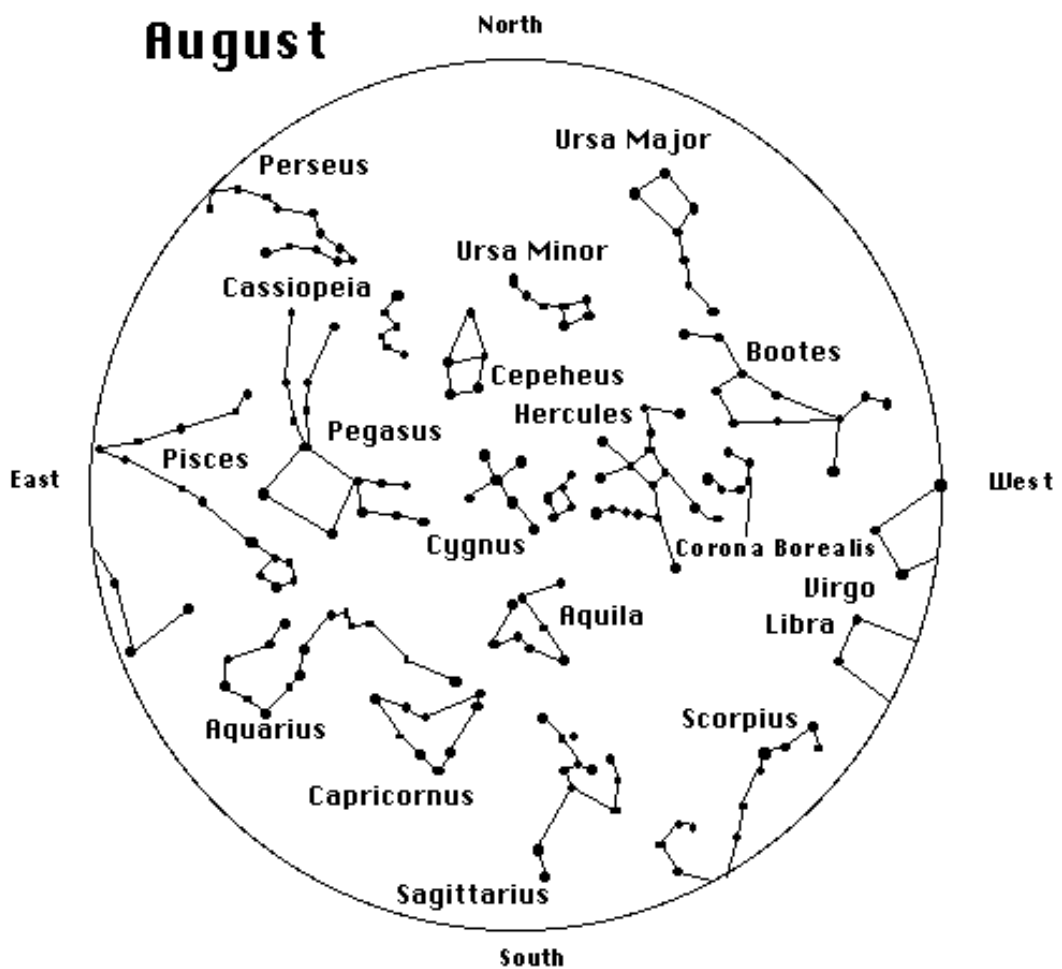 August
North
Ursa Major
Perseus
Ursa Minor
Cassiopeia
Bootes
Cepeheus
Hercules
Pegasus
Pisces
East
West
Cygnus
Corona Borealis
Virgo
Aquila
Libra
Aquarius
Scorpius
Capricornus
Sagittarius
South